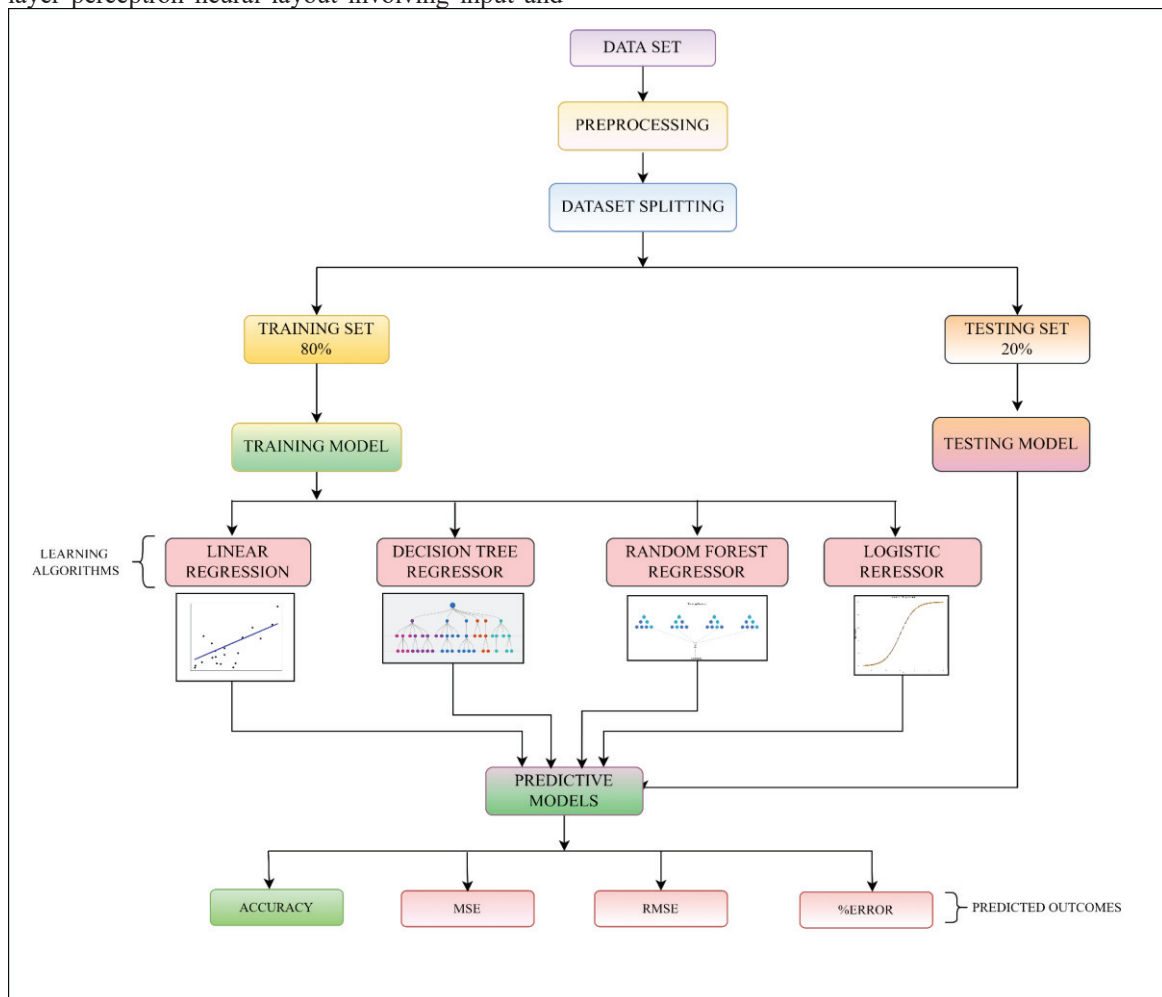 layer perceptron neural layout involving input and
DATA SET
PREPROCESSING
DATASET SPLITTING
TRAINING SET
80%
TESTING SET
20%
TRAINING MODEL
TESTING MODEL
LEARNING
ALGORITHMS
LINEAR
REGRESSION
DECISION TREE
REGRESSOR
RANDOM FOREST
REGRESSOR
LOGISTIC
RERESSOR
PREDICTIVE
MODELS
ACCURACY
MSE
RMSE
%ERROR
PREDICTED OUTCOMES